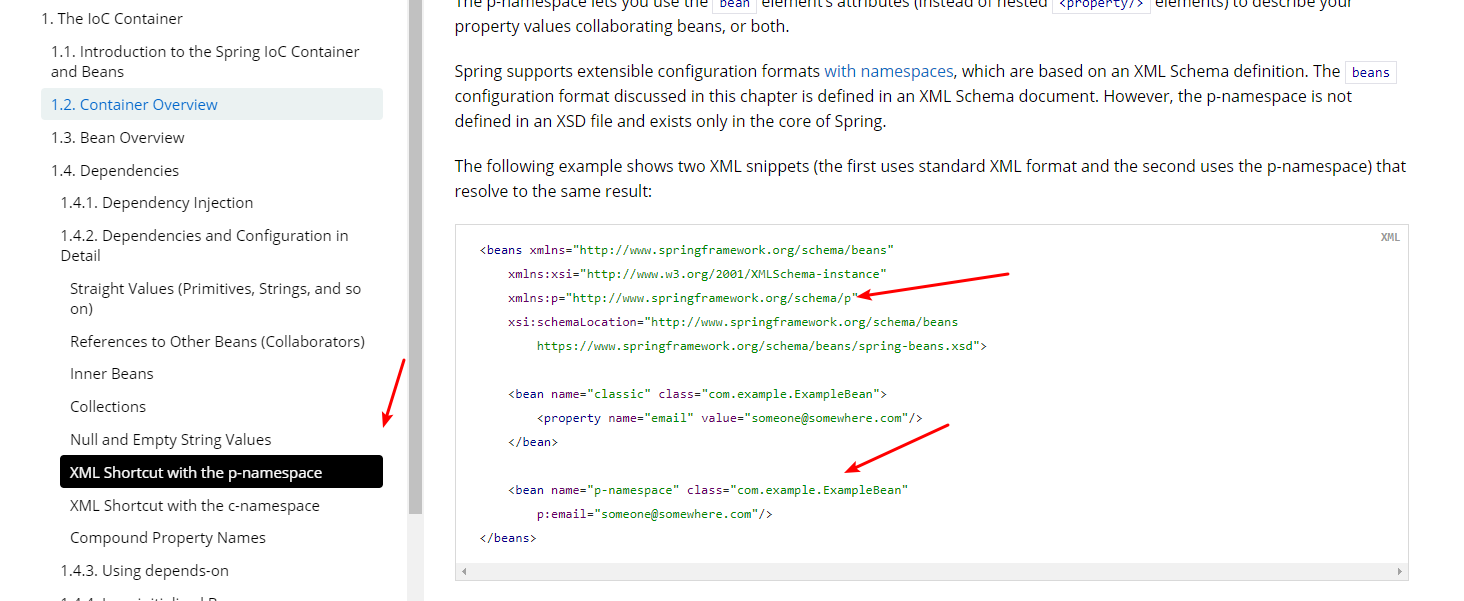 1. The IoC Container
1.1. Introduction to the Spring IoC Container
and Beans
1.2. Container Overview
1.3. Bean Overview
1.4. Dependencies
1.4.1. Dependency Injection
1.4.2. Dependencies and Configuration in
Detail
Straight Values (Primitives, Strings, and so
on)
References to Other Beans (Collaborators)
Inner Beans
Collections
Null and Empty String Values
XML Shortcut with the p-namespace
XML Shortcut with the c-namespace
Compound Property Names
1.4.3. Using depends-on
The p-namespace lets you use the bean element's attributes (instead of nested <property/> elements) to describe your
property values collaborating beans, or both.
Spring supports extensible configuration formats with namespaces, which are based on an XML Schema definition. The beans
configuration format discussed in this chapter is defined in an XML Schema document. However, the p-namespace is not
defined in an XSD file and exists only in the core of Spring.
The following example shows two XML snippets (the first uses standard XML format and the second uses the p-namespace) that
resolve to the same result:
XML
<beans xmlns="http://www.springframework.org/schema/beans"
xmlns:xsi="http://www.w3.org/2001/XMLSchema-instance"
xmlns:p="http://www.springframework.org/schema/p"
xsi:schemaLocation="http://www.springframework.org/schema/beans
https://www.springframework.org/schema/beans/spring-beans.xsd">
<bean name="classic" class="com.example.ExampleBean">
<property name="email" value="someone@somewhere.com"/>
</bean>
<bean name="p-namespace" class="com.example.ExampleBean"
p:email="someone@somewhere.com"/>
</beans>